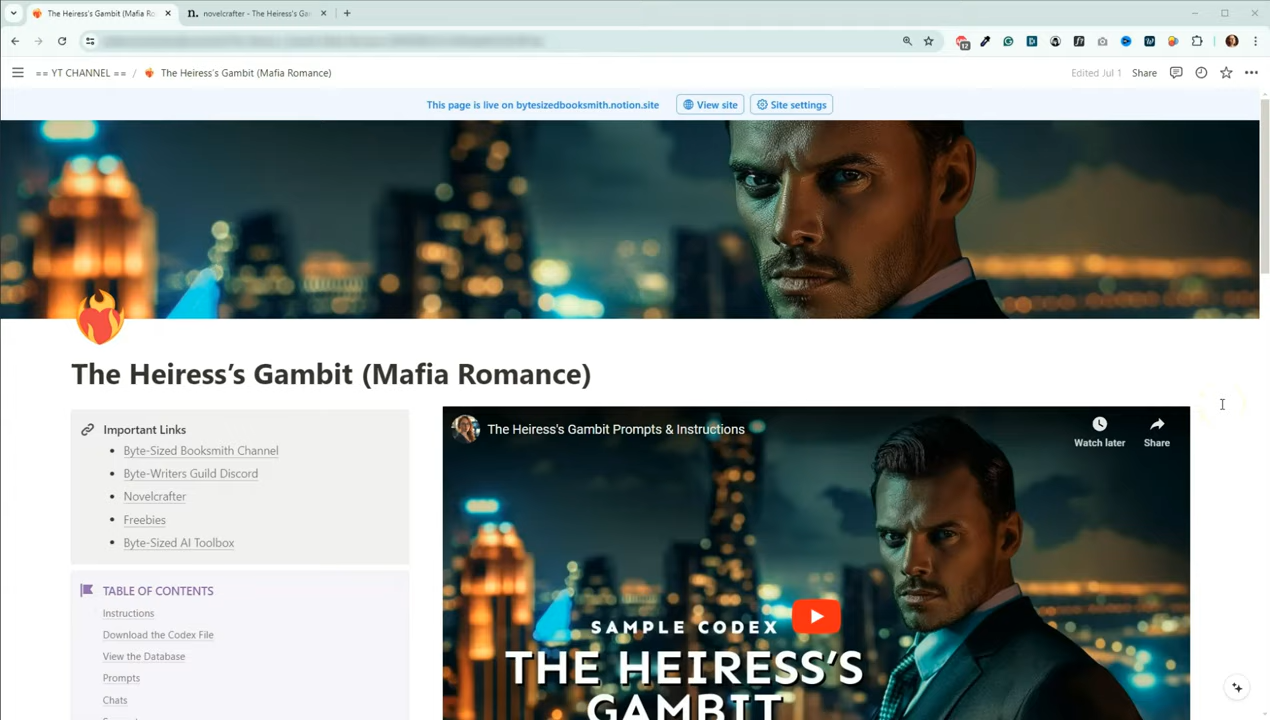 The Heiress's Gambit (Mafia Ro
novelcrafter - The Heiress's Ga
== YT CHANNEL == / The Heiress's Gambit (Mafia Romance)
Edited Jul 1 Share
This page is live on bytesizedbooksmith.notion.site View site Site settings
The Heiress's Gambit (Mafia Romance)
Important Links
Byte-Sized Booksmith Channel
Byte-Writers Guild Discord
Novelcrafter
Freebies
Byte-Sized AI Toolbox
TABLE OF CONTENTS
Instructions
Download the Codex File
View the Database
Prompts
Chats
The Heiress's Gambit Prompts & Instructions
Watch later
Share
SAMPLE CODEX
THE HEIRESS'S
GAMBIT